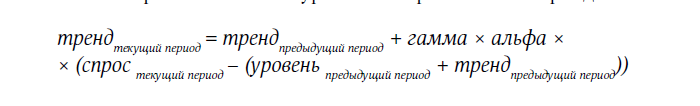 тренд текущий период = тренд предыдущий период + гамма × альфа ×
× (спрос текущий период – (уровень предыдущий период + тренд предыдущий период))